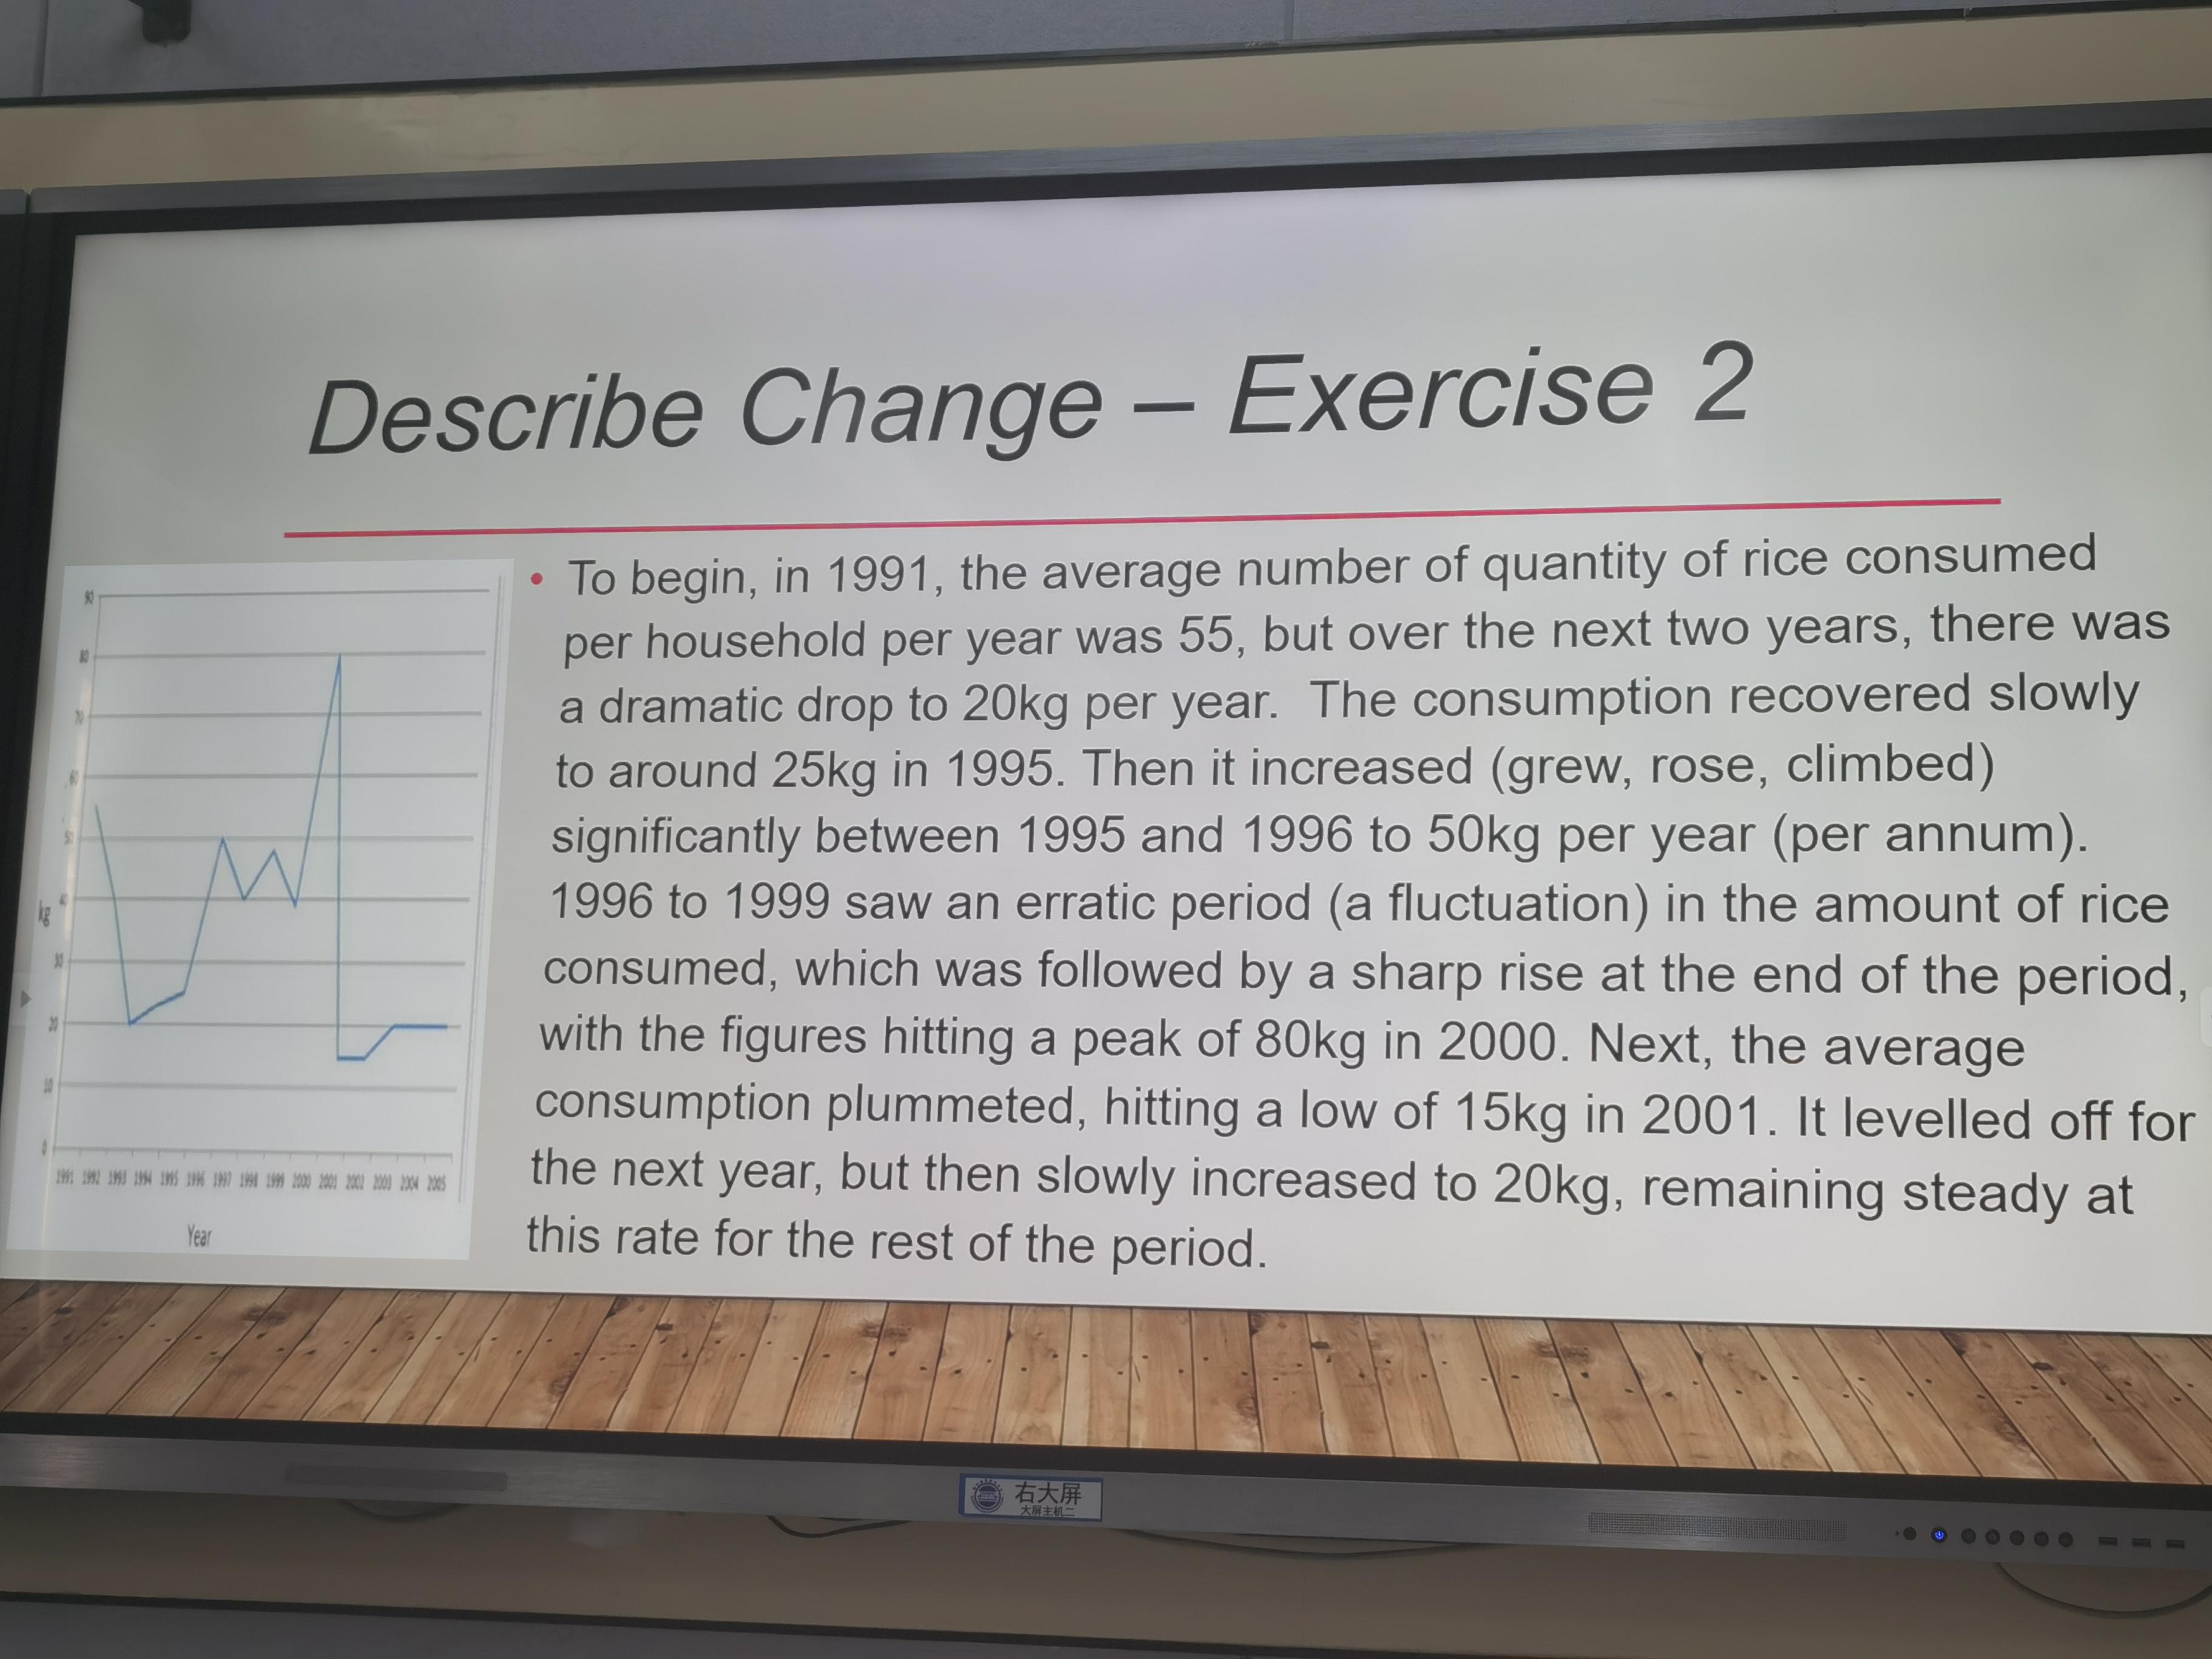 Describe Change – Exercise 2
90
80
70
60
50
40
kg
30
20
10
0
1991 1992 1993 1994 1995 1996 1997 1998 1999 2000 2001 2002 2003 2004 2005
Year
• To begin, in 1991, the average number of quantity of rice consumed
per household per year was 55, but over the next two years, there was
a dramatic drop to 20kg per year. The consumption recovered slowly
to around 25kg in 1995. Then it increased (grew, rose, climbed)
significantly between 1995 and 1996 to 50kg per year (per annum).
1996 to 1999 saw an erratic period (a fluctuation) in the amount of rice
consumed, which was followed by a sharp rise at the end of the period,
with the figures hitting a peak of 80kg in 2000. Next, the average
consumption plummeted, hitting a low of 15kg in 2001. It levelled off for
the next year, but then slowly increased to 20kg, remaining steady at
this rate for the rest of the period.
右大屏
大屏主机二